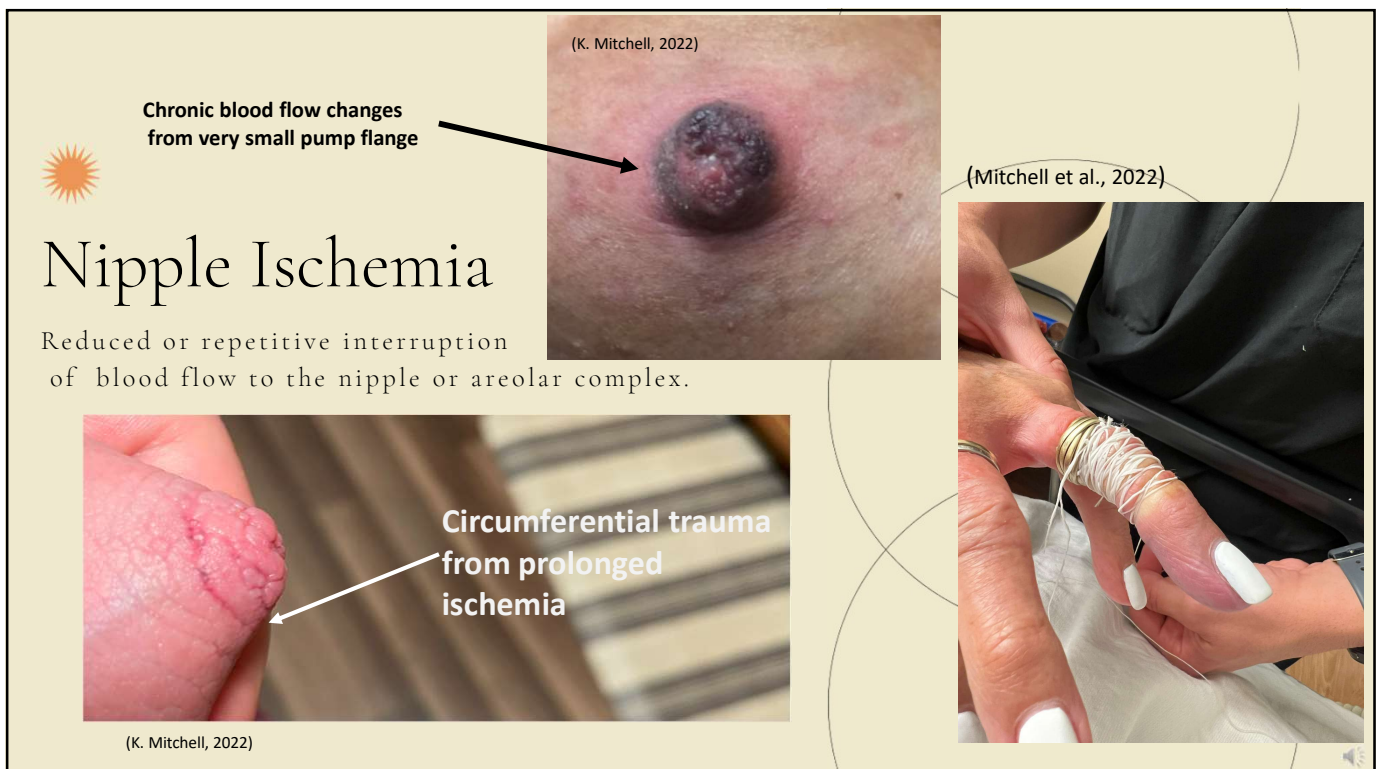 (K. Mitchell, 2022)
Chronic blood flow changes
from very small pump flange
(Mitchell et al., 2022)
Nipple Ischemia
Reduced or repetitive interruption
of blood flow to the nipple or areolar complex.
Circumferential trauma
from prolonged
ischemia
(K. Mitchell, 2022)